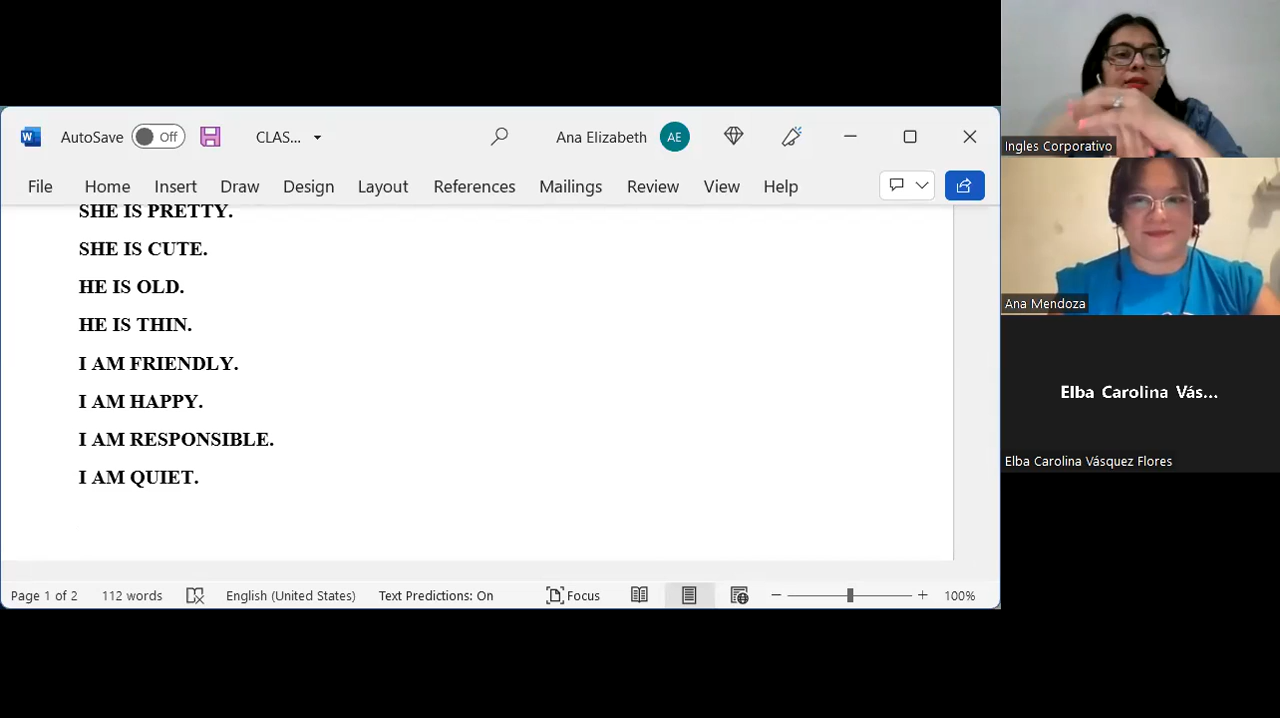 AutoSave Off CLAS... Ana Elizabeth AE
File Home Insert Draw Design Layout References Mailings Review View Help
SHE IS PRETTY.
SHE IS CUTE.
HE IS OLD.
HE IS THIN.
I AM FRIENDLY.
I AM HAPPY.
I AM RESPONSIBLE.
I AM QUIET.
Page 1 of 2 112 words English (United States) Text Predictions: On Focus 100%
Ingles Corporativo
Ana Mendoza
Elba Carolina Vás...
Elba Carolina Vásquez Flores